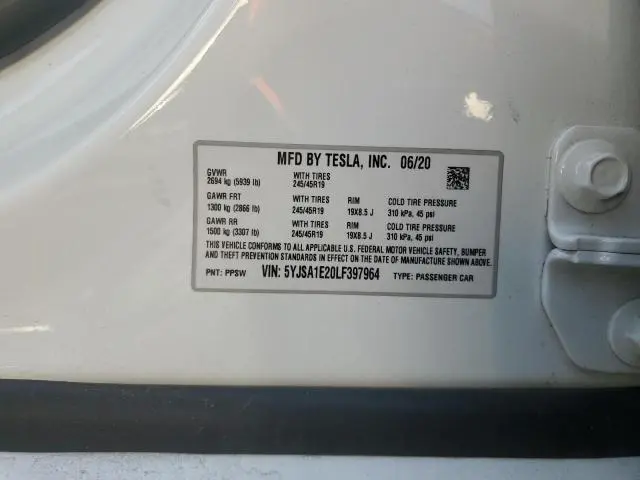 MFD BY TESLA, INC. 06/20
GVWR WITH TIRES
2694 kg (5939 lb) 245/45R19
GAWR FRT WITH TIRES RIM COLD TIRE PRESSURE
1300 kg (2866 lb) 245/45R19 19X8.5 J 310 kPa, 45 psi
GAWR RR WITH TIRES RIM COLD TIRE PRESSURE
1500 kg (3307 lb) 245/45R19 19X8.5 J 310 kPa, 45 psi
THIS VEHICLE CONFORMS TO ALL APPLICABLE U.S. FEDERAL MOTOR VEHICLE SAFETY, BUMPER
AND THEFT PREVENTION STANDARDS IN EFFECT ON THE DATE OF MANUFACTURE SHOWN ABOVE.
PNT: PPSW VIN: 5YJSA1E20LF397964 TYPE: PASSENGER CAR